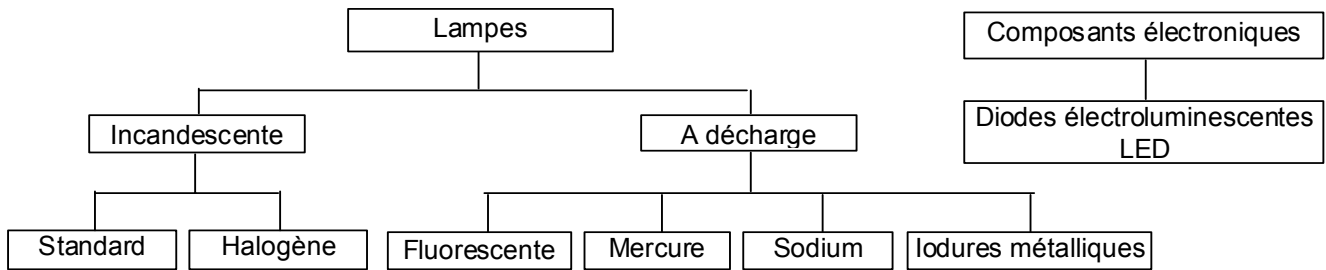 Lampes
Composants électroniques
Incandescente
A décharge
Diodes électroluminescentes
LED
Standard
Halogène
Fluorescente
Mercure
Sodium
Iodures métalliques